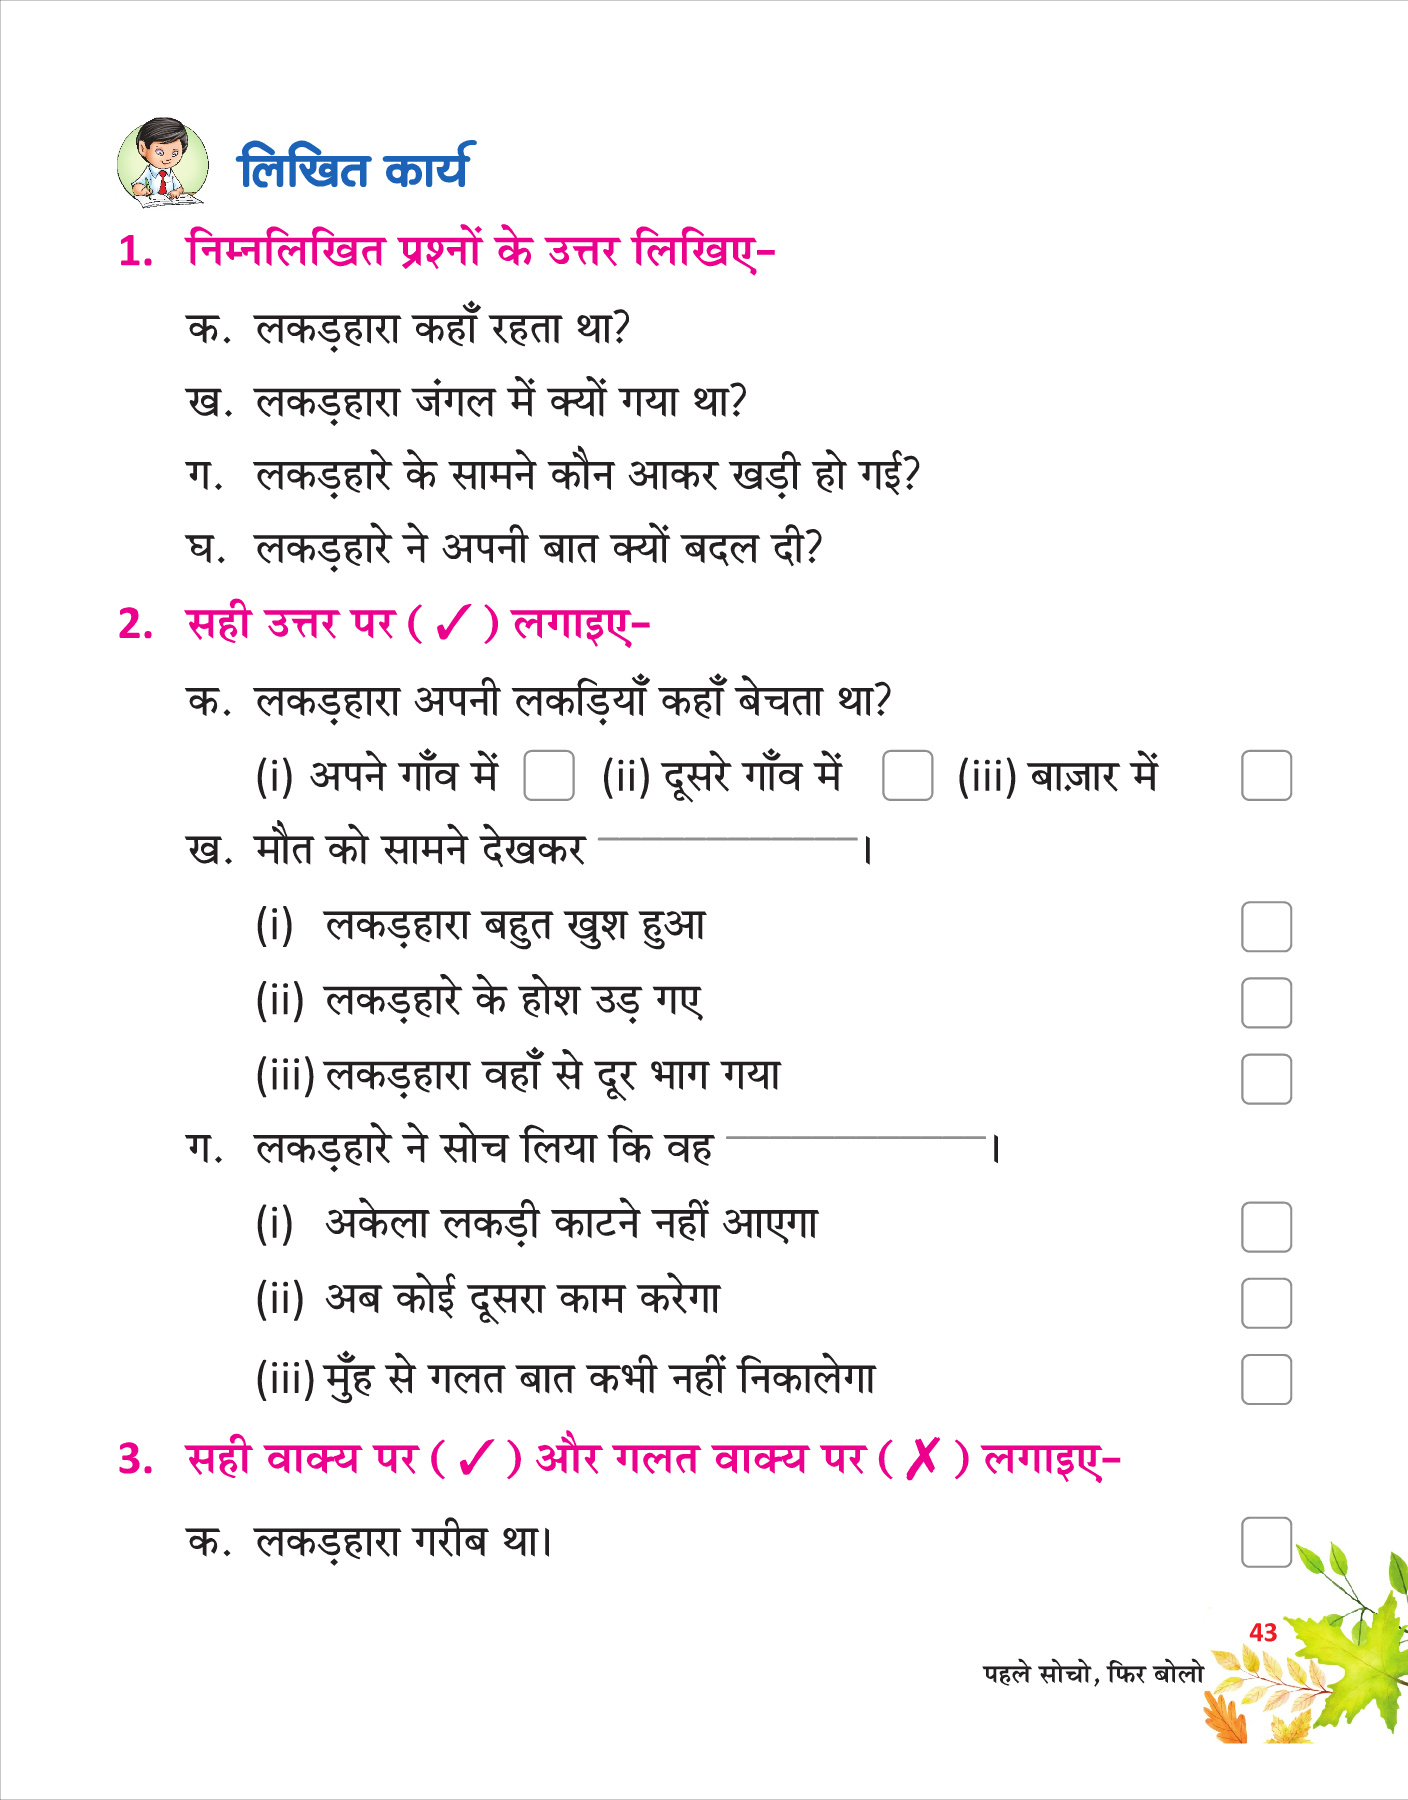 लिखित कार्य
1. निम्नलिखित प्रश्नों के उत्तर लिखिए–
क. लकड़हारा कहाँ रहता था?
ख. लकड़हारा जंगल में क्यों गया था?
ग. लकड़हारे के सामने कौन आकर खड़ी हो गई?
घ. लकड़हारे ने अपनी बात क्यों बदल दी?
2. सही उत्तर पर (✓) लगाइए–
क. लकड़हारा अपनी लकड़ियाँ कहाँ बेचता था?
(i) अपने गाँव में (ii) दूसरे गाँव में (iii) बाज़ार में
ख. मौत को सामने देखकर ____________।
(i) लकड़हारा बहुत खुश हुआ
(ii) लकड़हारे के होश उड़ गए
(iii) लकड़हारा वहाँ से दूर भाग गया
ग. लकड़हारे ने सोच लिया कि वह ____________।
(i) अकेला लकड़ी काटने नहीं आएगा
(ii) अब कोई दूसरा काम करेगा
(iii) मुँह से गलत बात कभी नहीं निकालेगा
3. सही वाक्य पर (✓) और गलत वाक्य पर (✗) लगाइए–
क. लकड़हारा गरीब था।
43
पहले सोचो, फिर बोलो